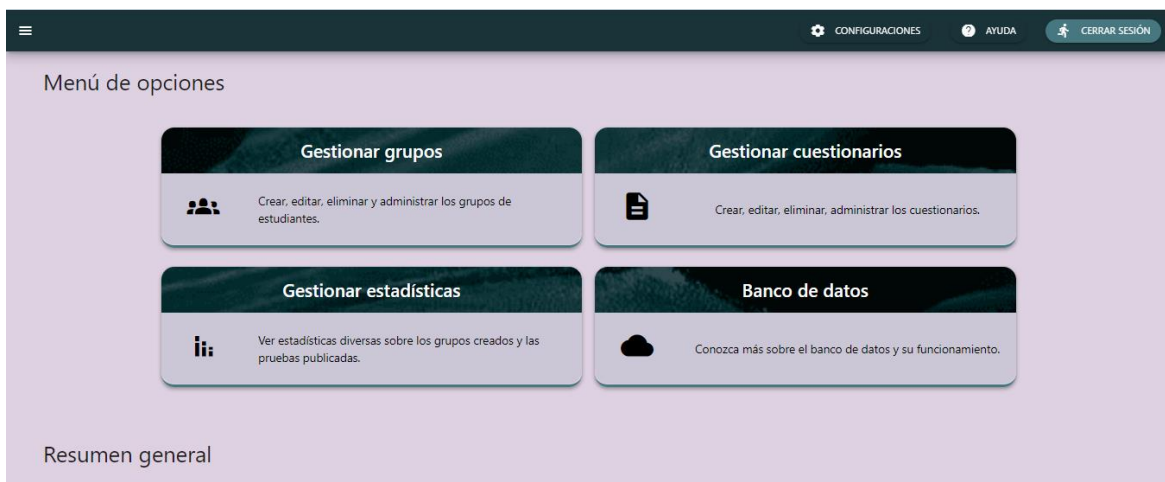 CONFIGURACIONES
AYUDA
CERRAR SESIÓN
Menú de opciones
Gestionar grupos
Crear, editar, eliminar y administrar los grupos de
estudiantes.
Gestionar cuestionarios
Crear, editar, eliminar, administrar los cuestionarios.
Gestionar estadísticas
Ver estadísticas diversas sobre los grupos creados y las
pruebas publicadas.
Banco de datos
Conozca más sobre el banco de datos y su funcionamiento.
Resumen general